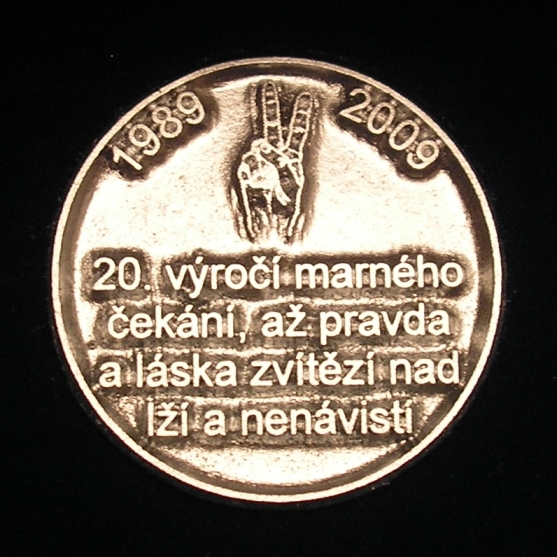 1989 2009
20. výročí marného
čekání, až pravda
a láska zvítězí nad
lží a nenávistí